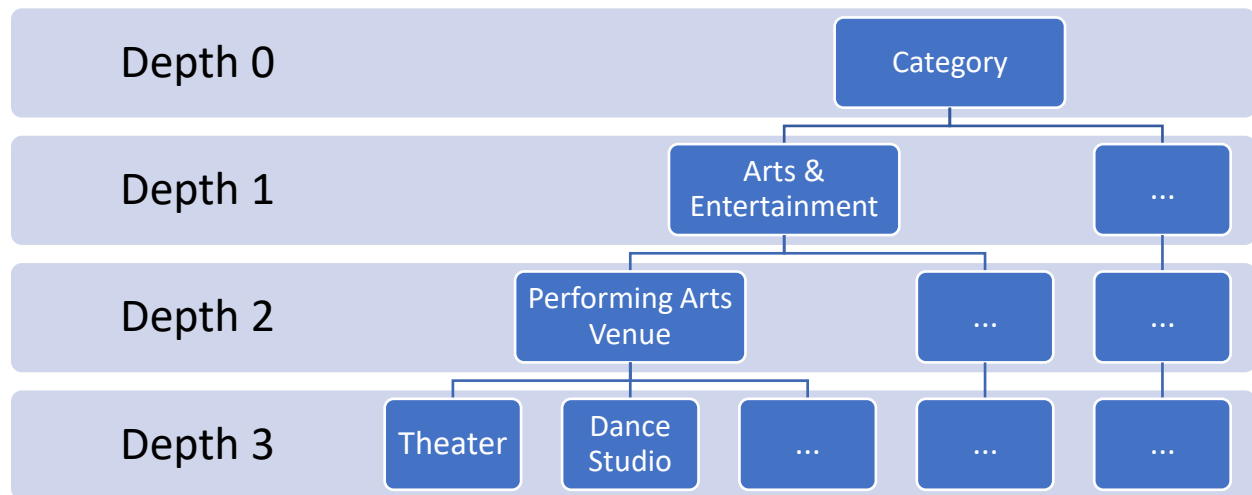 Depth 0
Category
Depth 1
Arts &
Entertainment
...
Depth 2
Performing Arts
Venue
...
...
Depth 3
Theater
Dance
Studio
...
...
...